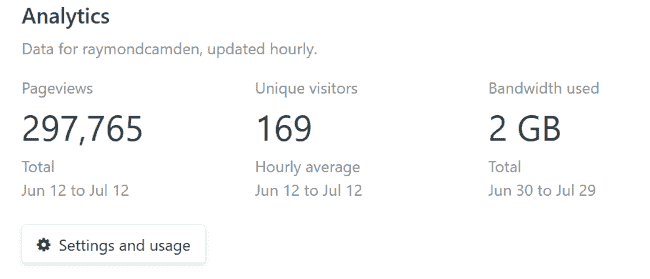 Analytics
Data for raymondcamden, updated hourly.
Pageviews
Unique visitors
Bandwidth used
297,765
169
2 GB
Total
Hourly average
Total
Jun 12 to Jul 12
Jun 12 to Jul 12
Jun 30 to Jul 29
Settings and usage